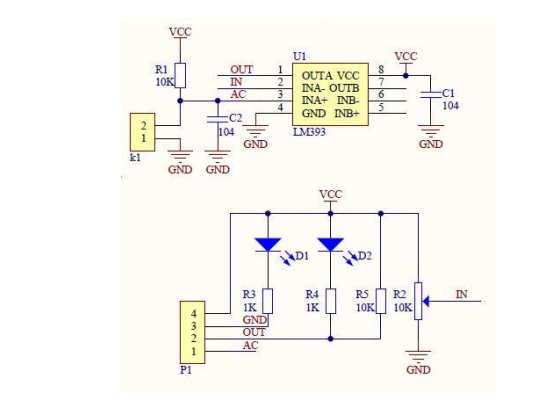 VCC
R1
10K
OUT
IN
AC
U1
1
2
3
4
OUTA VCC
INA- OUTB
INA+ INB-
GND INB+
8
7
6
5
LM393
VCC
C1
104
GND
C2
104
GND
2
1
k1
GND
GND
VCC
D1
D2
R3
1K
R4
1K
R5
10K
R2
10K
IN
4
3
2
1
P1
GND
OUT
AC
GND